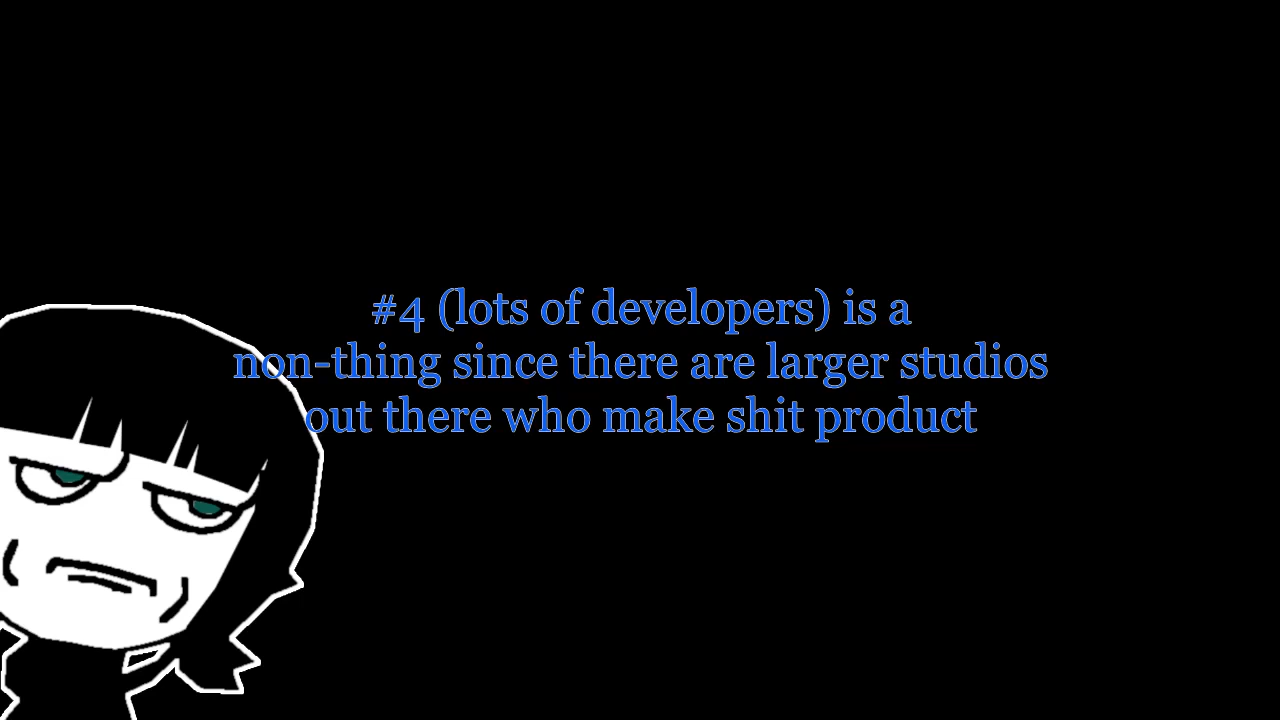 #4 (lots of developers) is a
non-thing since there are larger studios
out there who make shit product